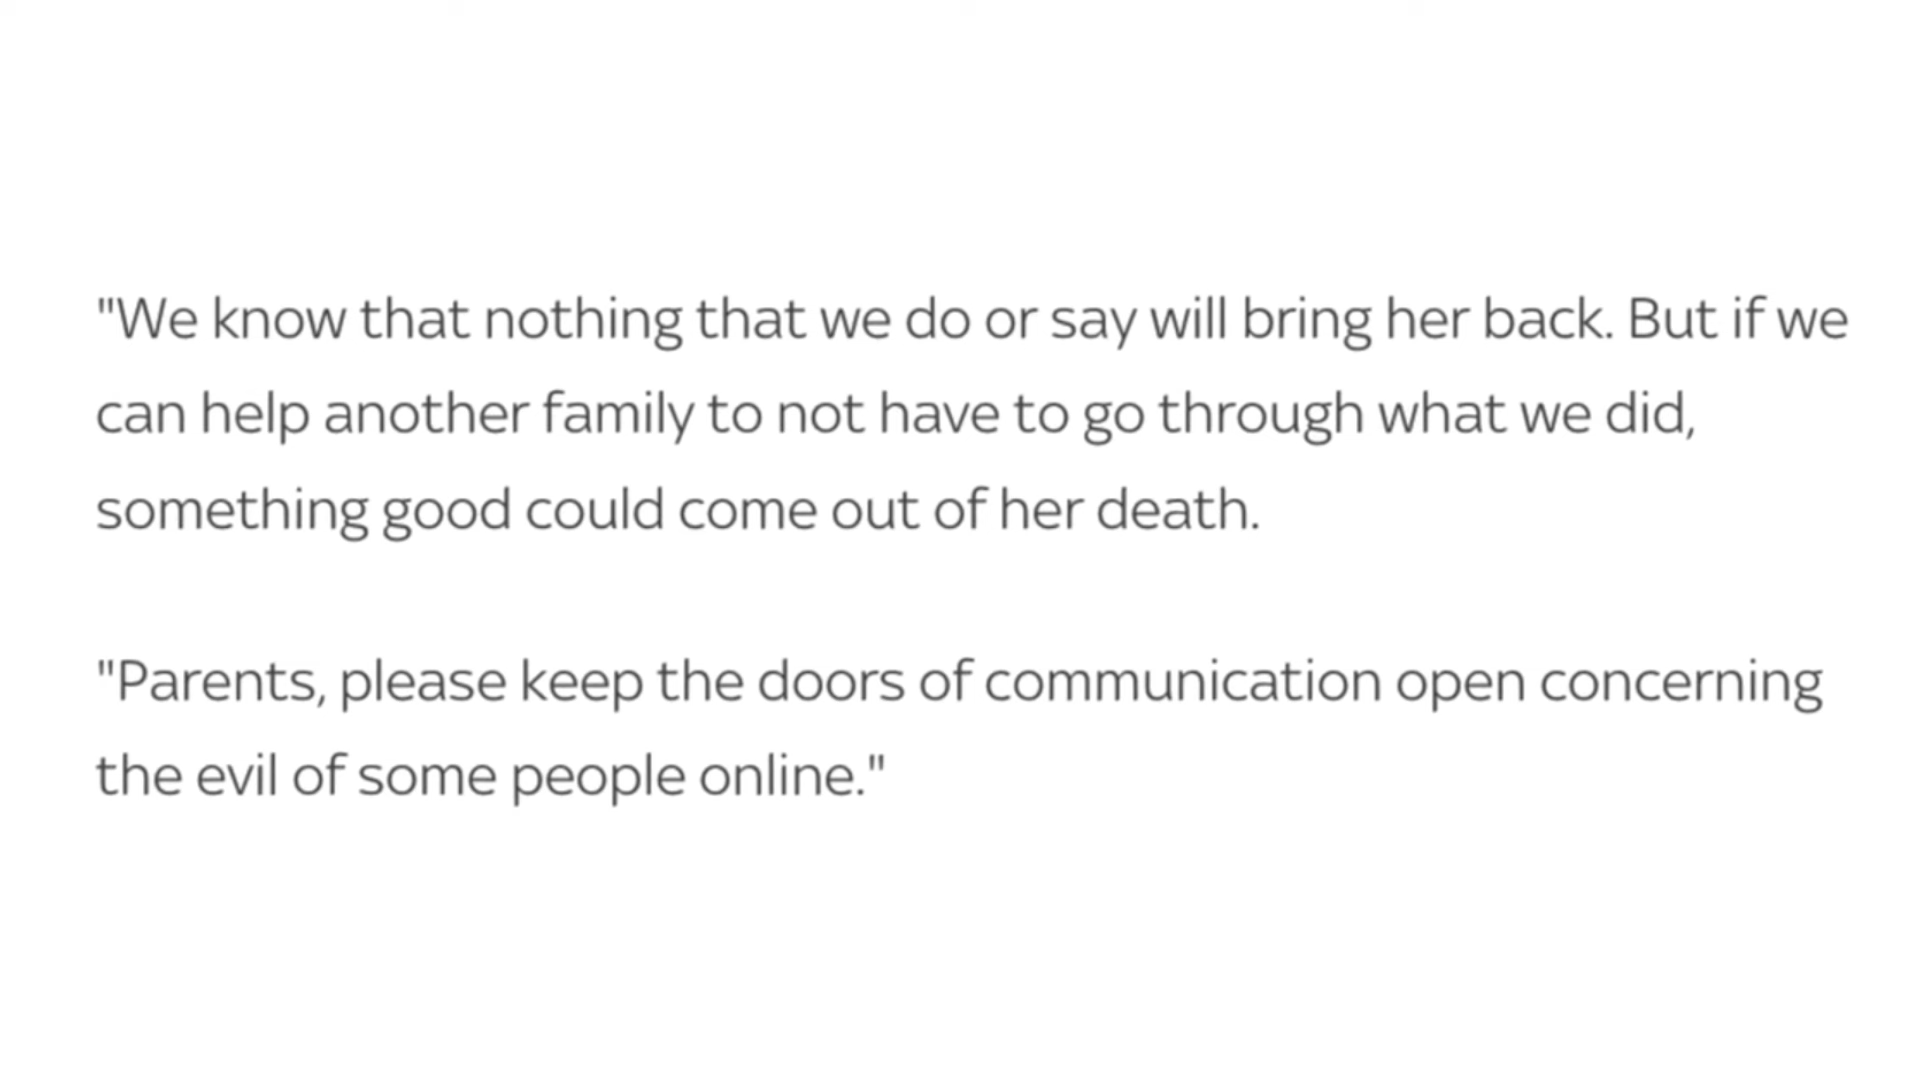 "We know that nothing that we do or say will bring her back. But if we
can help another family to not have to go through what we did,
something good could come out of her death.
"Parents, please keep the doors of communication open concerning
the evil of some people online."